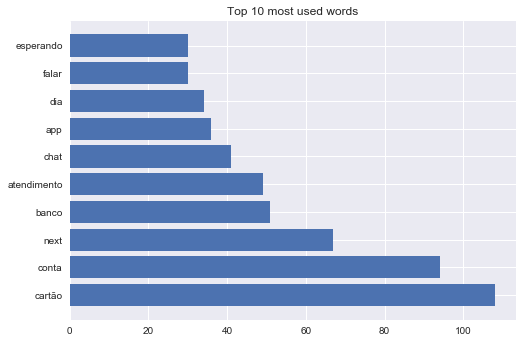 Top 10 most used words
esperando
falar
dia
app
chat
atendimento
banco
next
conta
cartão
0 20 40 60 80 100